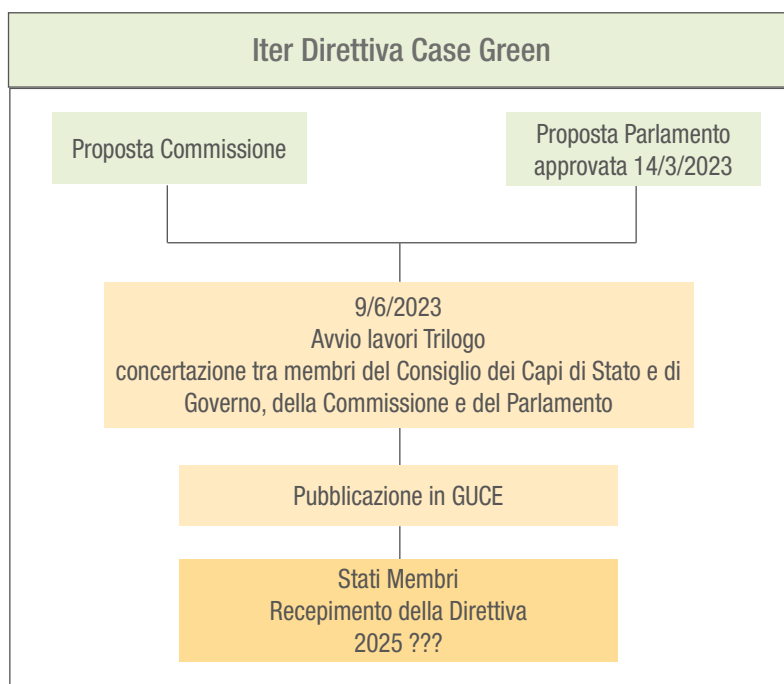 Iter Direttiva Case Green
Proposta Commissione
Proposta Parlamento
approvata 14/3/2023
9/6/2023
Avvio lavori Trilogo
concertazione tra membri del Consiglio dei Capi di Stato e di
Governo, della Commissione e del Parlamento
Pubblicazione in GUCE
Stati Membri
Recepimento della Direttiva
2025 ???